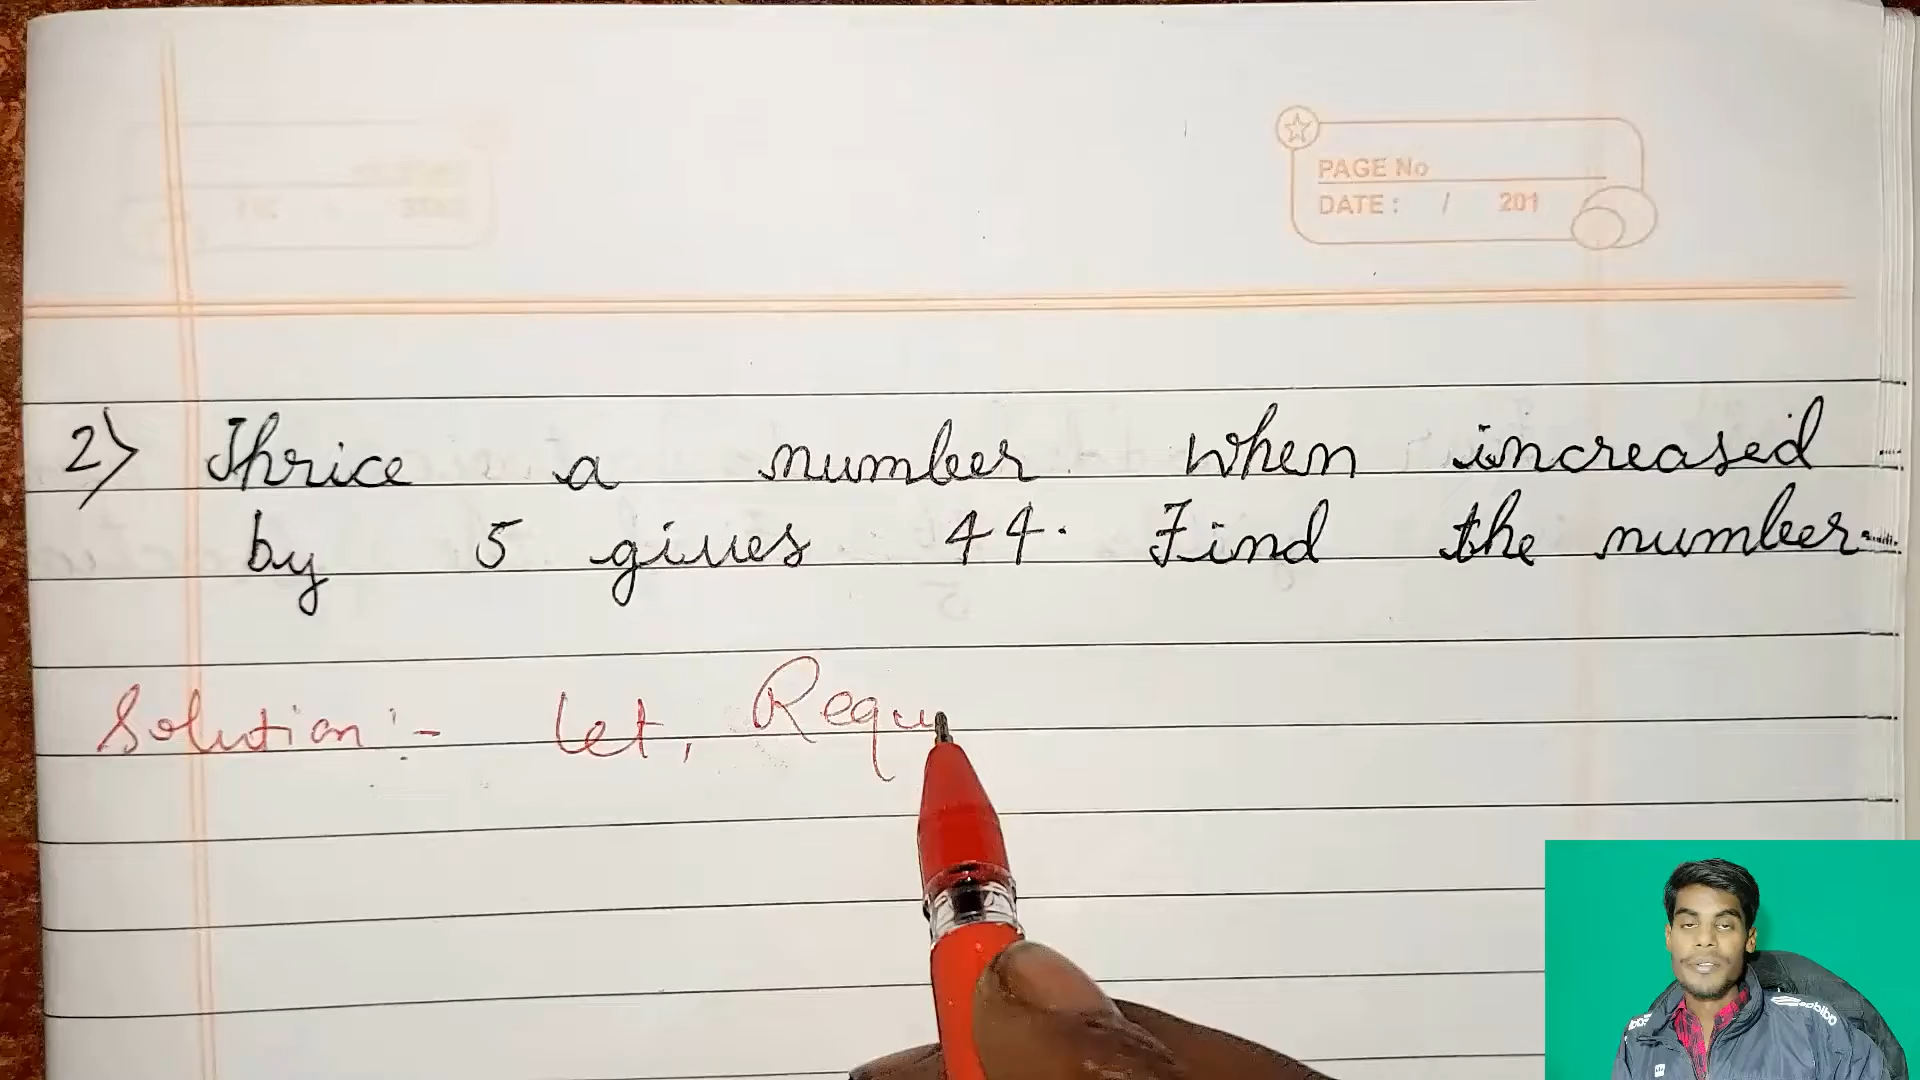 PAGE No
DATE : / 201
2) Thrice a number when increased
by 5 gives 44. Find the number.
Solution :- let, Requ